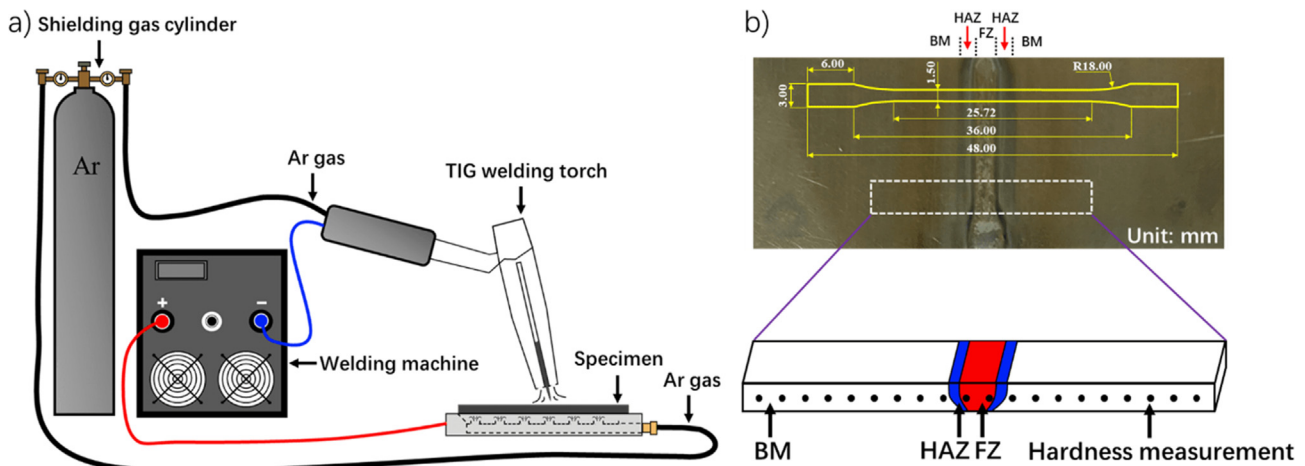 a)
Shielding gas cylinder
Ar
Ar gas
TIG welding torch
+
−
Welding machine
Specimen
Ar gas
b)
HAZ HAZ
BM FZ BM
6.00
1.50
R18.00
3.00
25.72
36.00
48.00
Unit: mm
BM HAZ FZ Hardness measurement